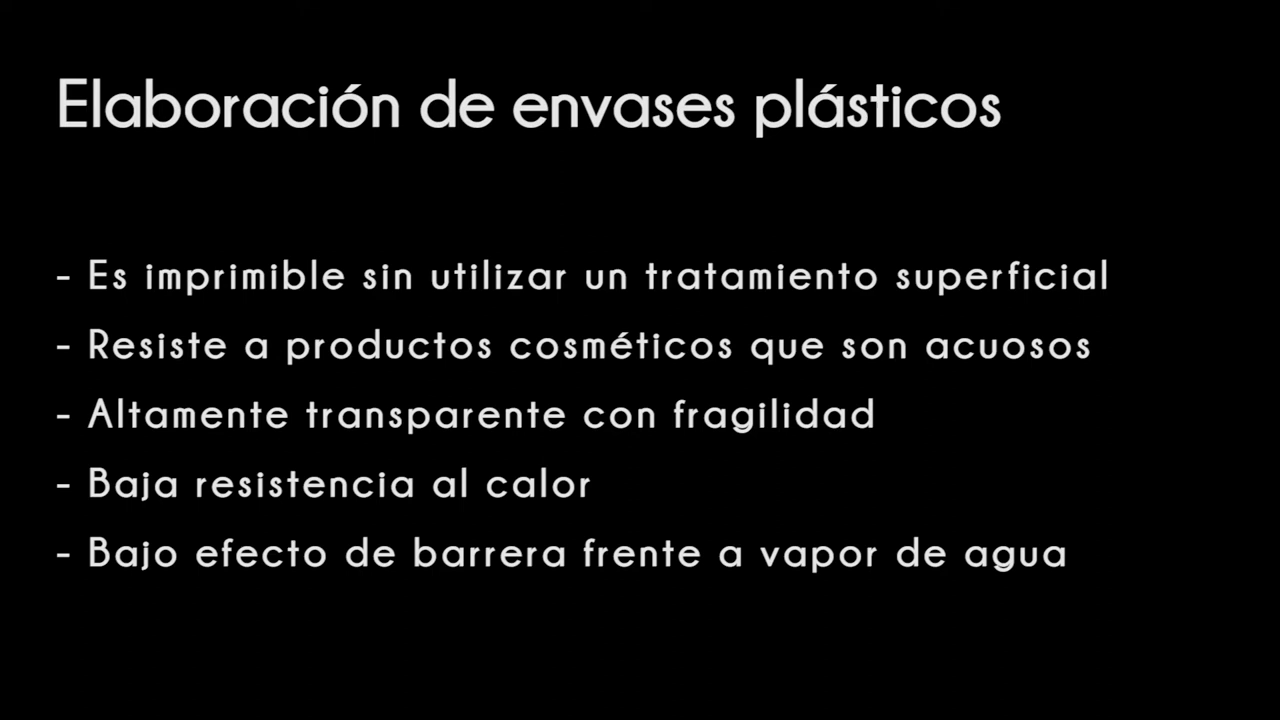 Elaboración de envases plásticos
- Es imprimible sin utilizar un tratamiento superficial
- Resiste a productos cosméticos que son acuosos
- Altamente transparente con fragilidad
- Baja resistencia al calor
- Bajo efecto de barrera frente a vapor de agua